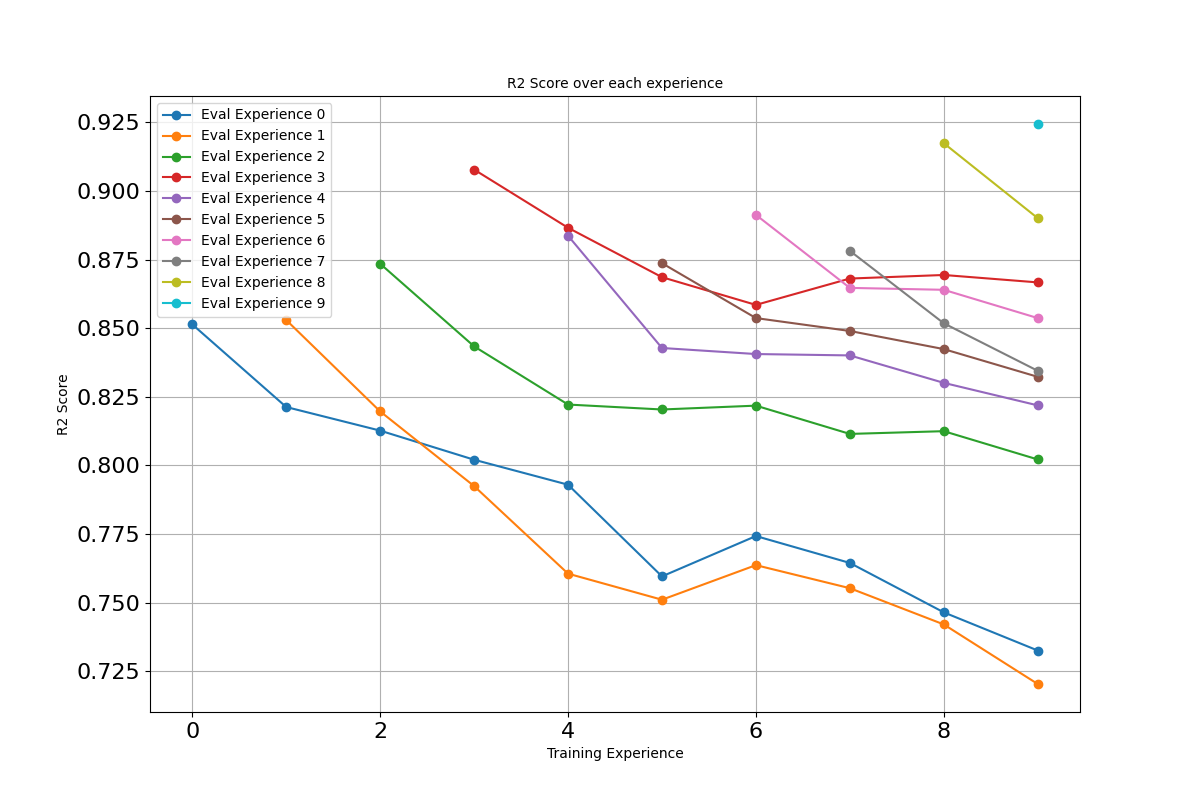 R2 Score over each experience
0.925
0.900
0.875
0.850
0.825
0.800
0.775
0.750
0.725
R2 Score
Eval Experience 0
Eval Experience 1
Eval Experience 2
Eval Experience 3
Eval Experience 4
Eval Experience 5
Eval Experience 6
Eval Experience 7
Eval Experience 8
Eval Experience 9
0 2 4 6 8
Training Experience